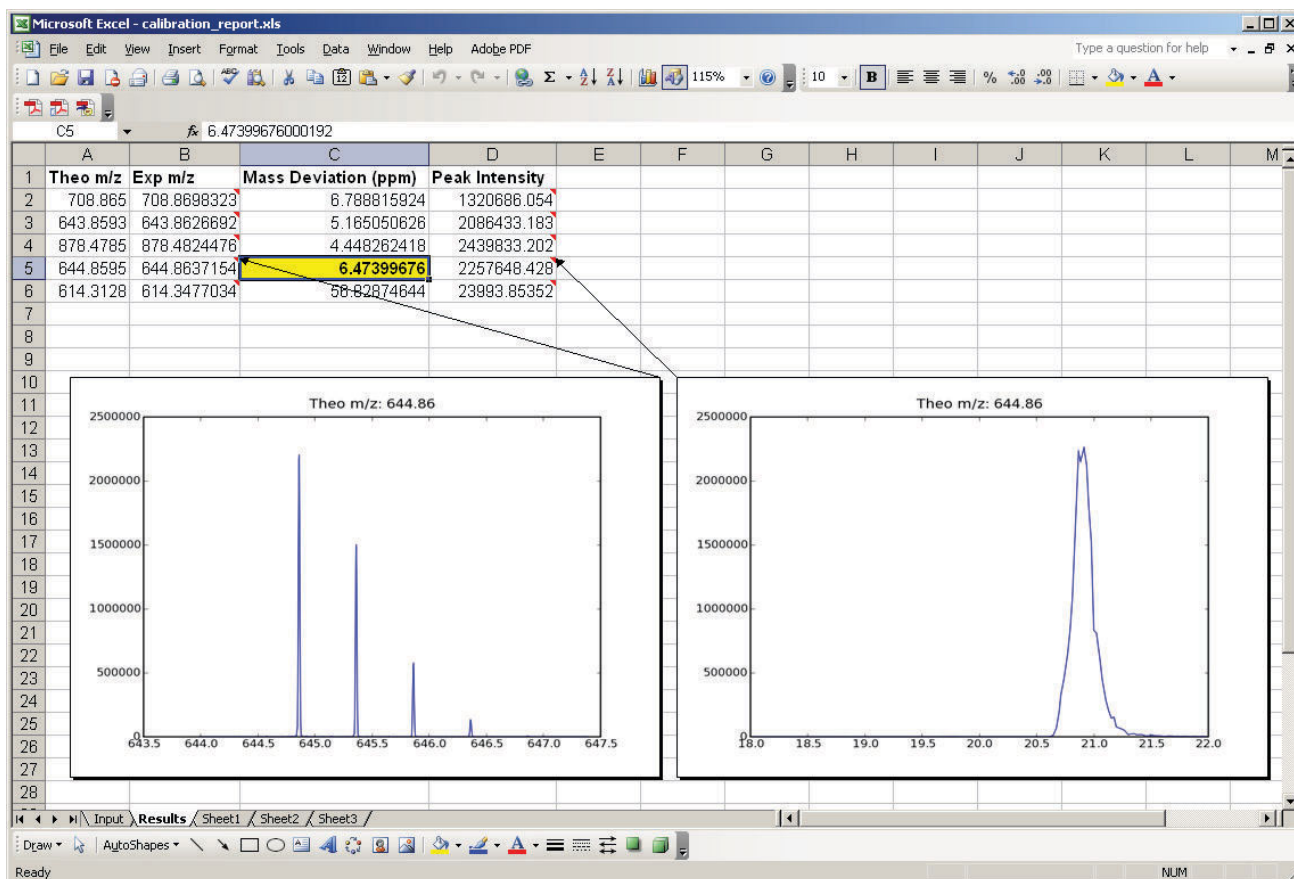 Microsoft Excel - calibration_report.xls
File Edit View Insert Format Tools Data Window Help Adobe PDF Type a question for help
115% 10 B %
C5 fx 6.47399676000192
A B C D E F G H I J K L M
1 Theo m/z Exp m/z Mass Deviation (ppm) Peak Intensity
2 708.865 708.8698323 6.788815924 1320686.054
3 643.8593 643.8626692 5.165050626 2086433.183
4 878.4785 878.4824476 4.448262418 2439833.202
5 644.8595 644.8637154 6.47399676 2257648.428
6 614.3128 614.3477034 56.82874644 23993.85352
7
8
9
10
11
12
13
14
15
16
17
18
19
20
21
22
23
24
25
26
27
28
Theo m/z: 644.86
2500000
2000000
1500000
1000000
500000
0
643.5 644.0 644.5 645.0 645.5 646.0 646.5 647.0 647.5
Theo m/z: 644.86
2500000
2000000
1500000
1000000
500000
0
18.0 18.5 19.0 19.5 20.0 20.5 21.0 21.5 22.0
Input Results Sheet1 Sheet2 Sheet3
Draw AutoShapes
Ready NUM